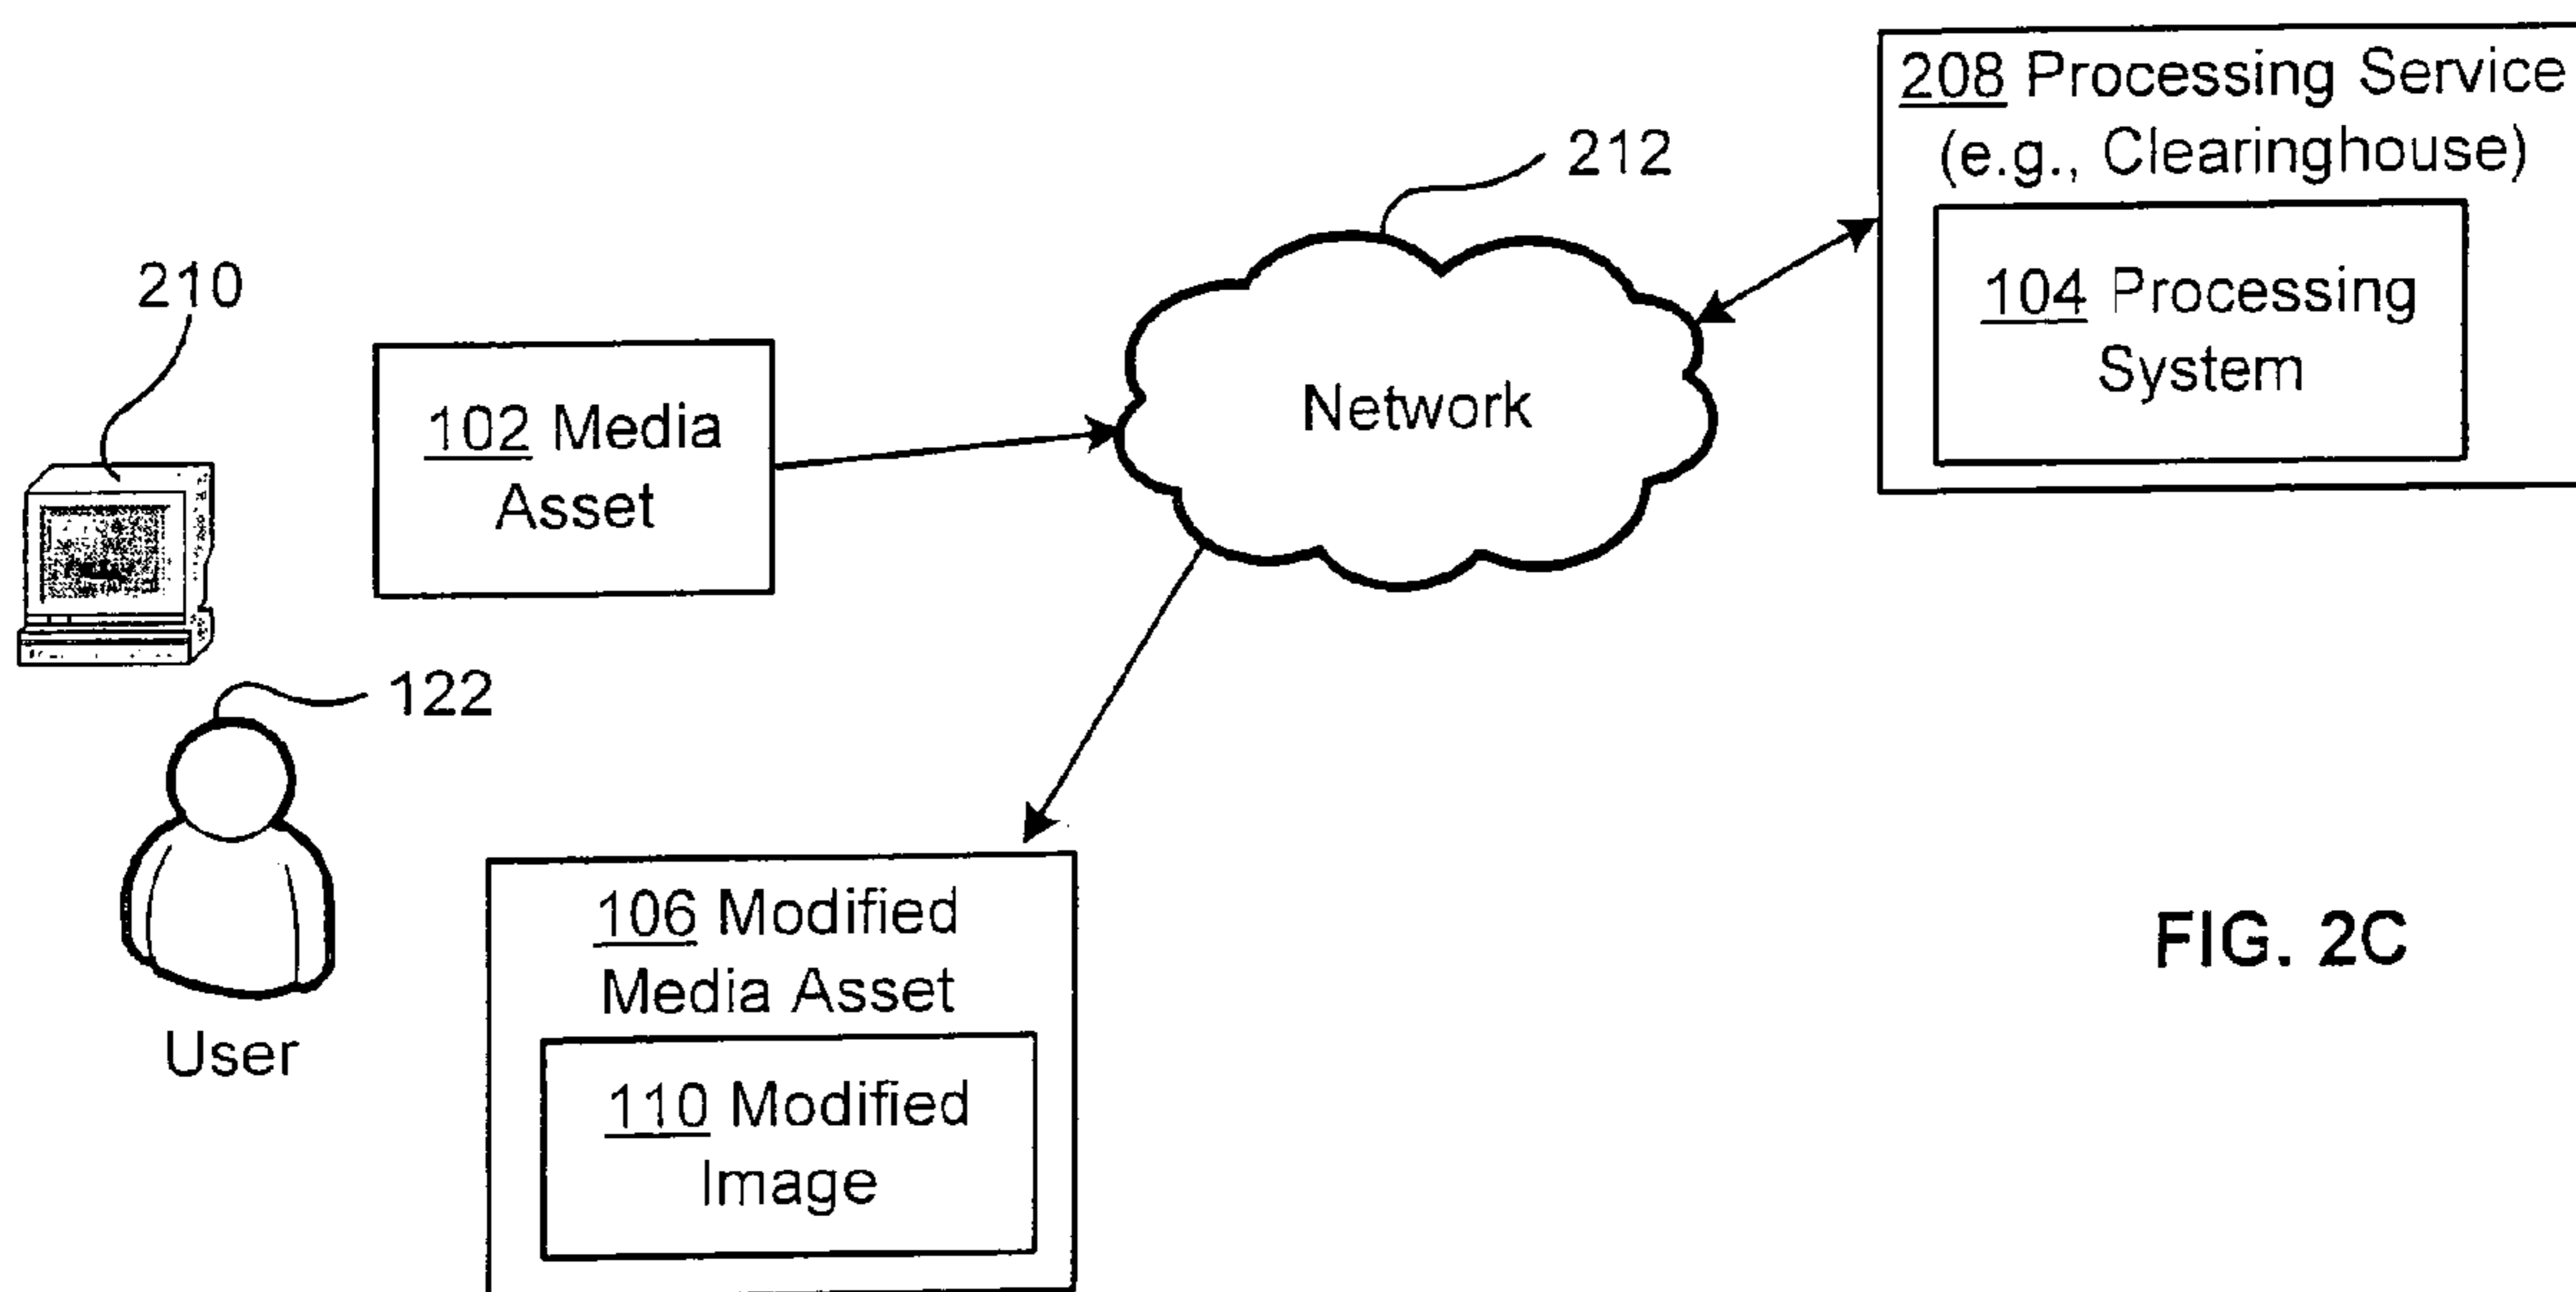 208 Processing Service
(e.g., Clearinghouse)
104 Processing
System
212
Network
210
102 Media
Asset
122
User
106 Modified
Media Asset
110 Modified
Image
FIG. 2C